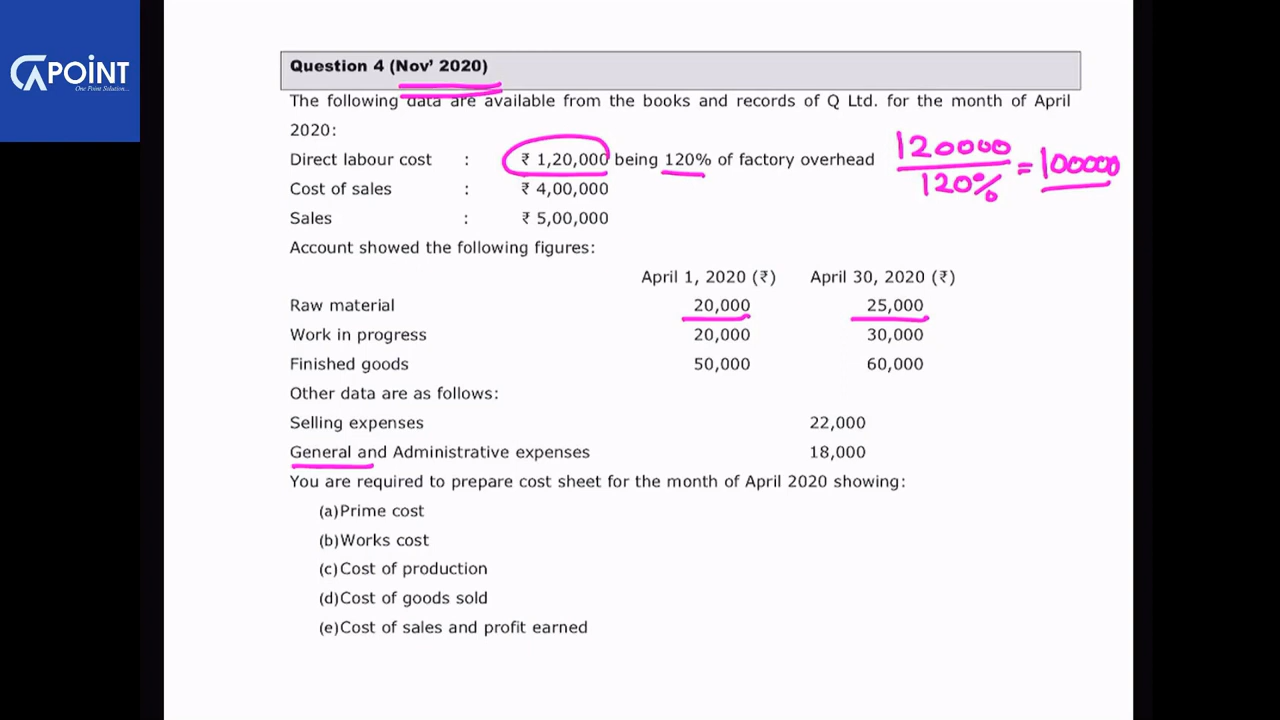 CAPOINT
One Point Solution...
Question 4 (Nov' 2020)
The following data are available from the books and records of Q Ltd. for the month of April
2020:
Direct labour cost : ₹ 1,20,000 being 120% of factory overhead
120000
120%
= 100000
Cost of sales : ₹ 4,00,000
Sales : ₹ 5,00,000
Account showed the following figures:
April 1, 2020 (₹) April 30, 2020 (₹)
Raw material 20,000 25,000
Work in progress 20,000 30,000
Finished goods 50,000 60,000
Other data are as follows:
Selling expenses 22,000
General and Administrative expenses 18,000
You are required to prepare cost sheet for the month of April 2020 showing:
(a)Prime cost
(b)Works cost
(c)Cost of production
(d)Cost of goods sold
(e)Cost of sales and profit earned